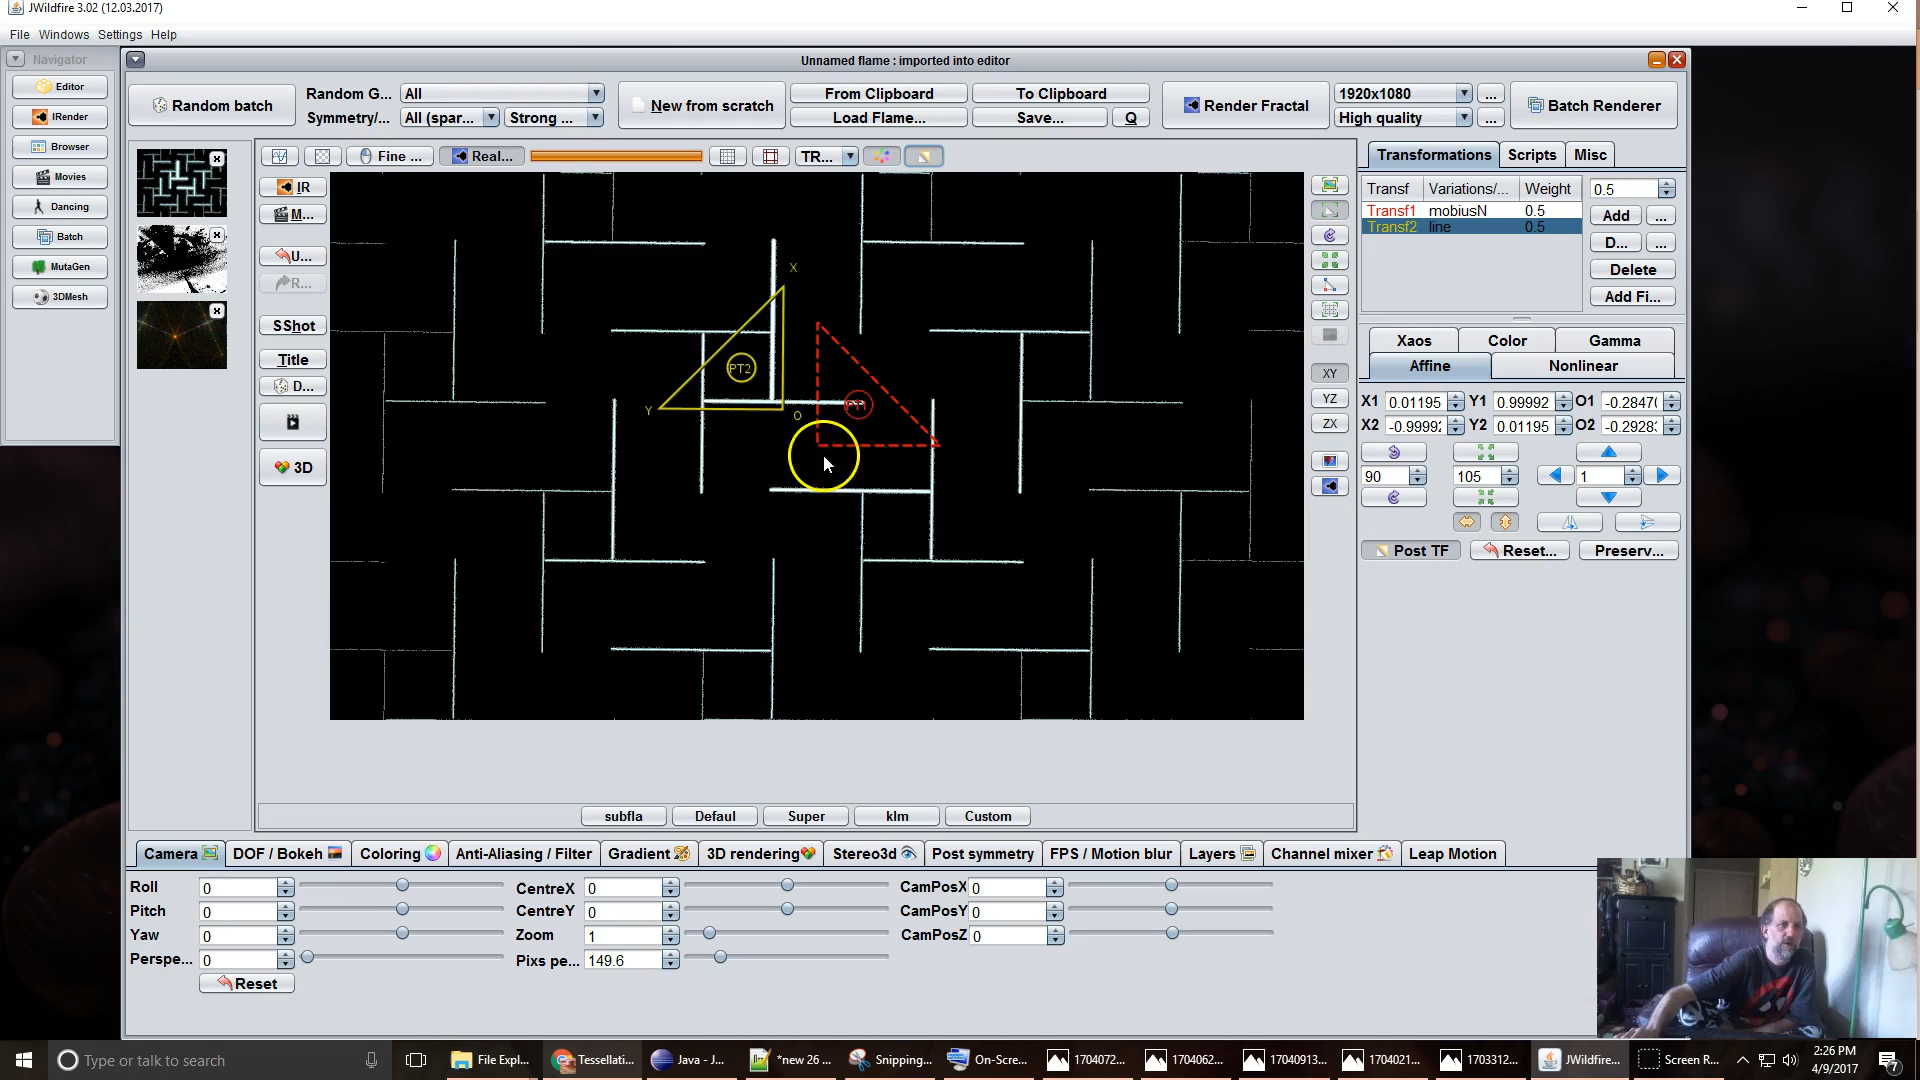 JWildfire 3.02 (12.03.2017)
File Windows Settings Help
Navigator
Unnamed flame : imported into editor
Editor
IRender
Browser
Movies
Dancing
Batch
MutaGen
3DMesh
Random batch
Random G... All
Symmetry/... All (spar... Strong ...
New from scratch
From Clipboard
To Clipboard
Load Flame...
Save...
Q
Render Fractal
1920x1080 ...
High quality ...
Batch Renderer
Fine ...
Real...
TR...
IR
M...
U...
R...
SShot
Title
D...
3D
X
Y
O
PT2
PT1
XY
YZ
ZX
Transformations Scripts Misc
Transf Variations/... Weight
Transf1 mobiusN 0.5
Transf2 line 0.5
0.5
Add ...
D... ...
Delete
Add Fi...
Xaos Color Gamma
Affine Nonlinear
X1 0.01195 Y1 0.99992 O1 -0.2847(
X2 -0.9999: Y2 0.01195 O2 -0.2928:
90 105 1
Post TF Reset... Preserv...
subfla Defaul Super klm Custom
Camera DOF / Bokeh Coloring Anti-Aliasing / Filter Gradient 3D rendering Stereo3d Post symmetry FPS / Motion blur Layers Channel mixer Leap Motion
Roll 0 CentreX 0 CamPosX 0
Pitch 0 CentreY 0 CamPosY 0
Yaw 0 Zoom 1 CamPosZ 0
Perspe... 0 Pixs pe... 149.6
Reset
Type or talk to search
File Expl...
Tessellati...
Java - J...
*new 26 ...
Snipping...
On-Scre...
1704072...
1704062...
17040913...
1704021...
1703312...
JWildfire...
Screen R...
2:26 PM
4/9/2017
7